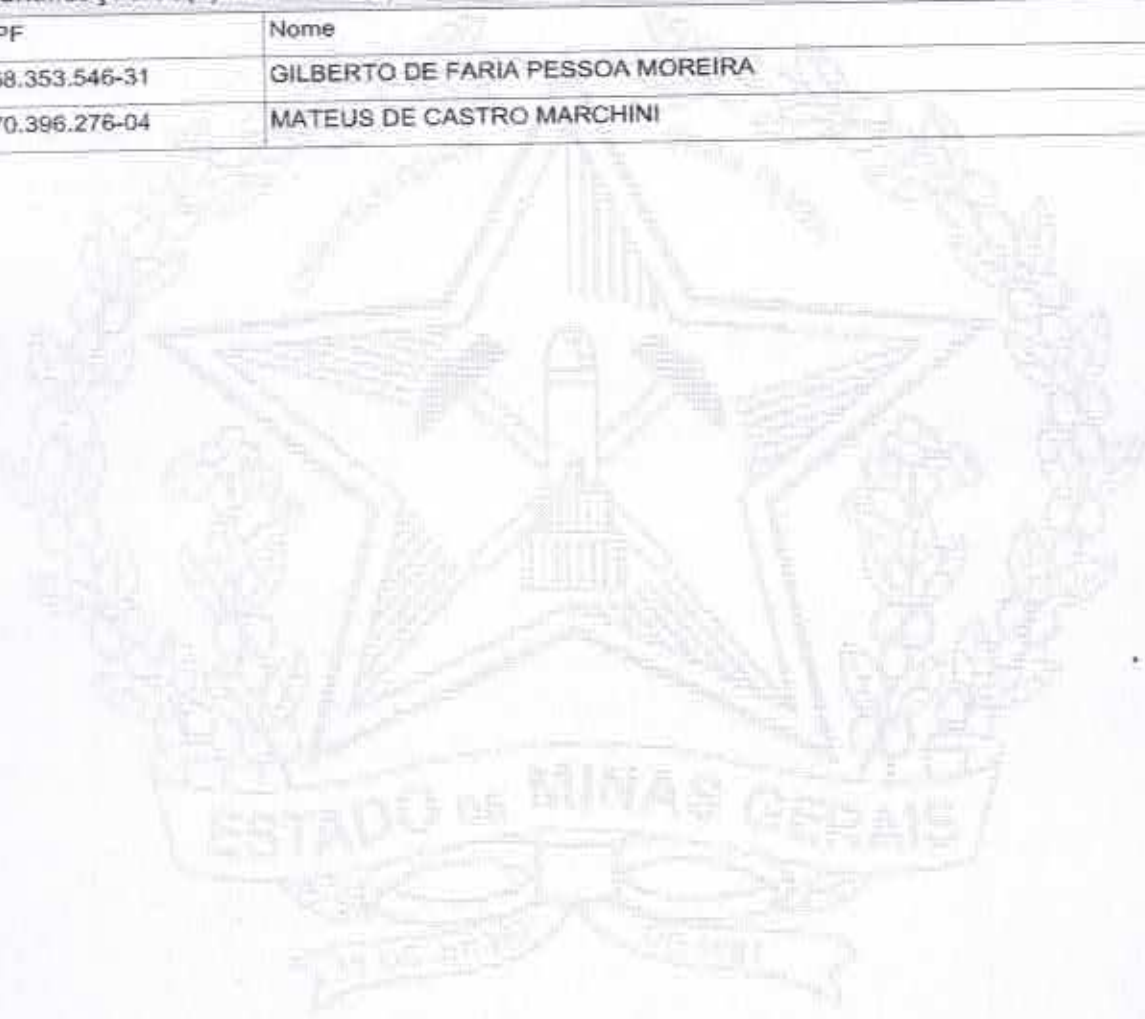 PF Nome
8.353.546-31 GILBERTO DE FARIA PESSOA MOREIRA
70.396.276-04 MATEUS DE CASTRO MARCHINI
ESTADO DE MINAS GERAIS